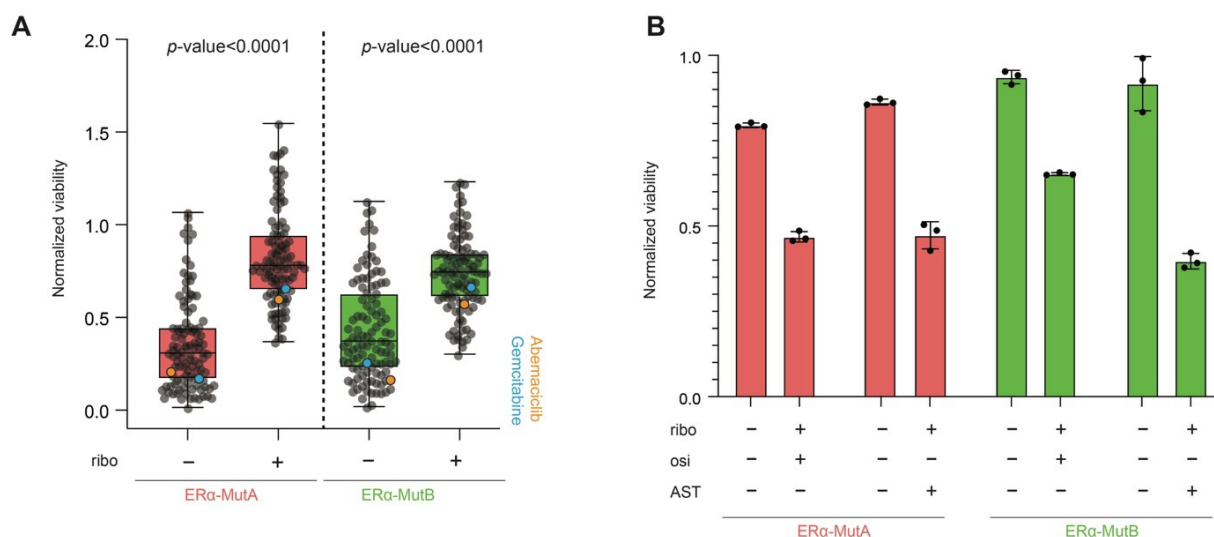 A
2.0
1.5
1.0
0.5
0.0
Normalized viability
p-value<0.0001
p-value<0.0001
Abemaciclib
Gemcitabine
ribo − + − +
ERα-MutA ERα-MutB
B
1.0
0.5
0.0
Normalized viability
ribo − + − + − + − +
osi − + − − − + − −
AST − − − + − − − +
ERα-MutA ERα-MutB